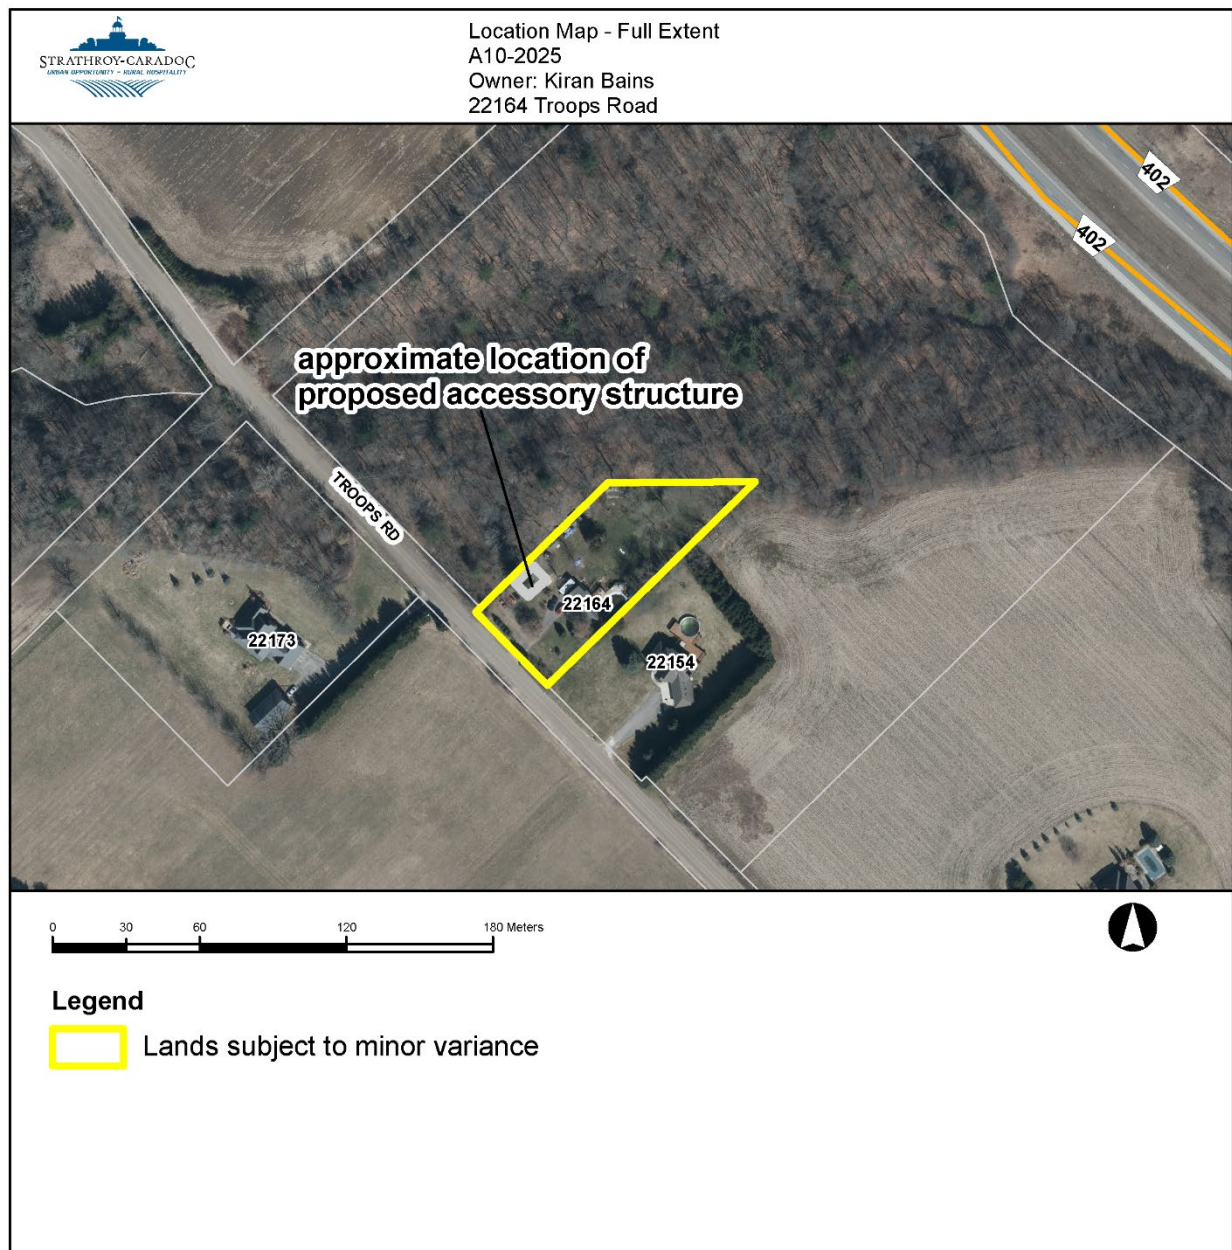 STRATHROY-CARADOC
URBAN OPPORTUNITY - RURAL HOSPITALITY
Location Map - Full Extent
A10-2025
Owner: Kiran Bains
22164 Troops Road
402
402
approximate location of
proposed accessory structure
TROOPS RD
22164
22173
22154
0 30 60 120 180 Meters
Legend
Lands subject to minor variance